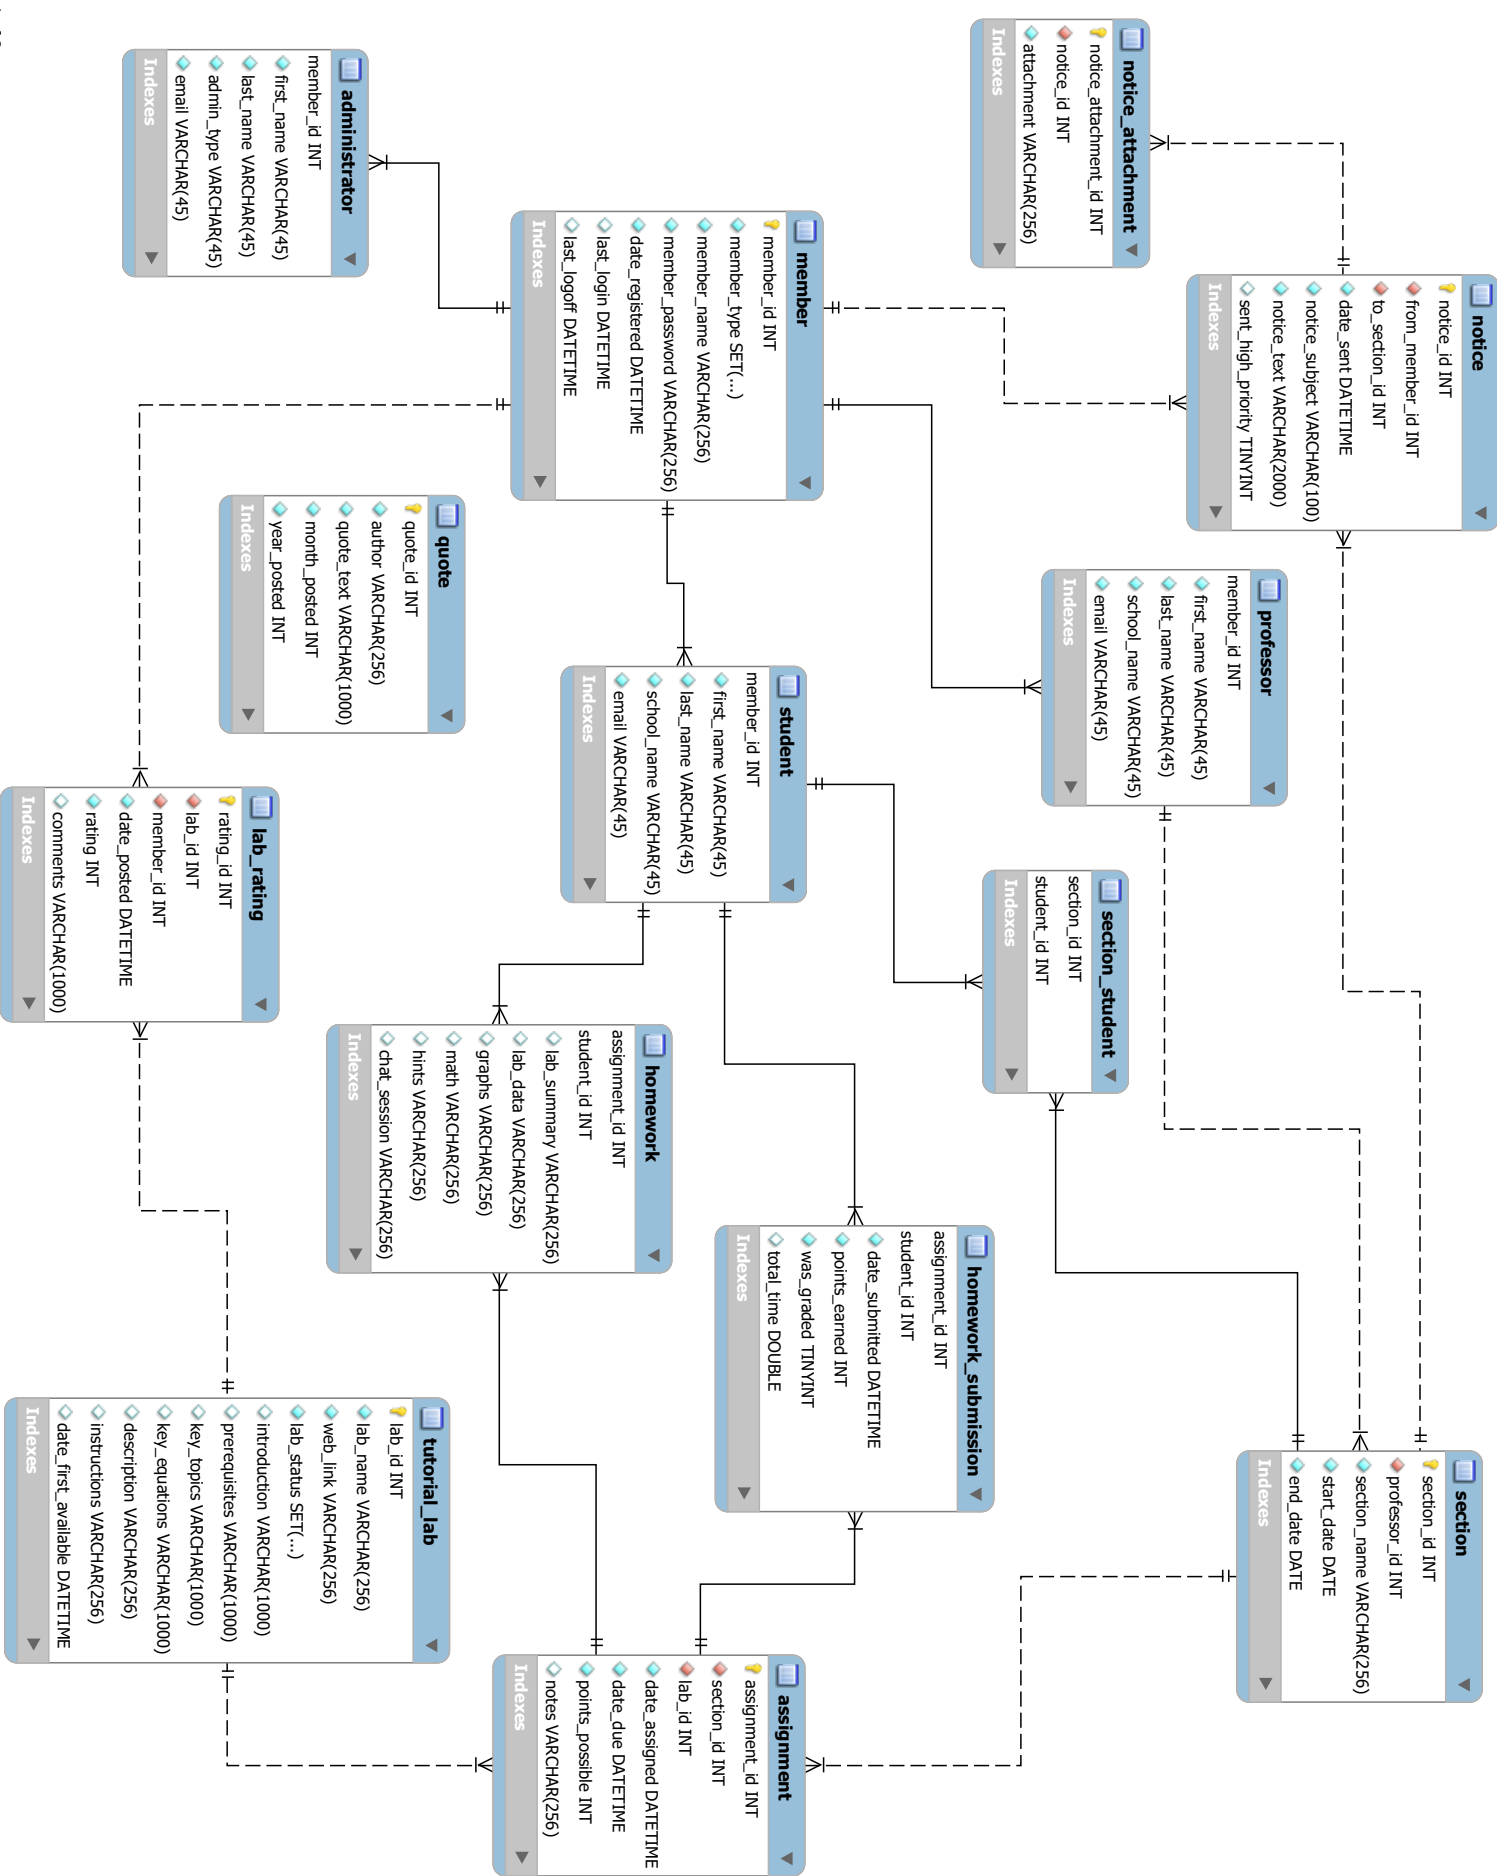 notice_attachment
notice_attachment_id INT
notice_id INT
attachment VARCHAR(256)
Indexes
notice
notice_id INT
from_member_id INT
to_section_id INT
date_sent DATETIME
notice_subject VARCHAR(100)
notice_text VARCHAR(2000)
sent_high_priority TINYINT
Indexes
professor
member_id INT
first_name VARCHAR(45)
last_name VARCHAR(45)
school_name VARCHAR(45)
email VARCHAR(45)
Indexes
section_student
section_id INT
student_id INT
Indexes
section
section_id INT
professor_id INT
section_name VARCHAR(256)
start_date DATE
end_date DATE
Indexes
member
member_id INT
member_type SET(...)
member_name VARCHAR(256)
member_password VARCHAR(256)
date_registered DATETIME
last_login DATETIME
last_logoff DATETIME
Indexes
student
member_id INT
first_name VARCHAR(45)
last_name VARCHAR(45)
school_name VARCHAR(45)
email VARCHAR(45)
Indexes
homework_submission
assignment_id INT
student_id INT
date_submitted DATETIME
points_earned INT
was_graded TINYINT
total_time DOUBLE
Indexes
assignment
assignment_id INT
section_id INT
lab_id INT
date_assigned DATETIME
date_due DATETIME
points_possible INT
notes VARCHAR(256)
Indexes
homework
assignment_id INT
student_id INT
lab_summary VARCHAR(256)
lab_data VARCHAR(256)
graphs VARCHAR(256)
math VARCHAR(256)
hints VARCHAR(256)
chat_session VARCHAR(256)
Indexes
administrator
member_id INT
first_name VARCHAR(45)
last_name VARCHAR(45)
admin_type VARCHAR(45)
email VARCHAR(45)
Indexes
quote
quote_id INT
author VARCHAR(256)
quote_text VARCHAR(1000)
month_posted INT
year_posted INT
Indexes
lab_rating
rating_id INT
lab_id INT
member_id INT
date_posted DATETIME
rating INT
comments VARCHAR(1000)
Indexes
tutorial_lab
lab_id INT
lab_name VARCHAR(256)
web_link VARCHAR(256)
lab_status SET(...)
introduction VARCHAR(1000)
prerequisites VARCHAR(1000)
key_topics VARCHAR(1000)
key_equations VARCHAR(1000)
description VARCHAR(256)
instructions VARCHAR(256)
date_first_available DATETIME
Indexes